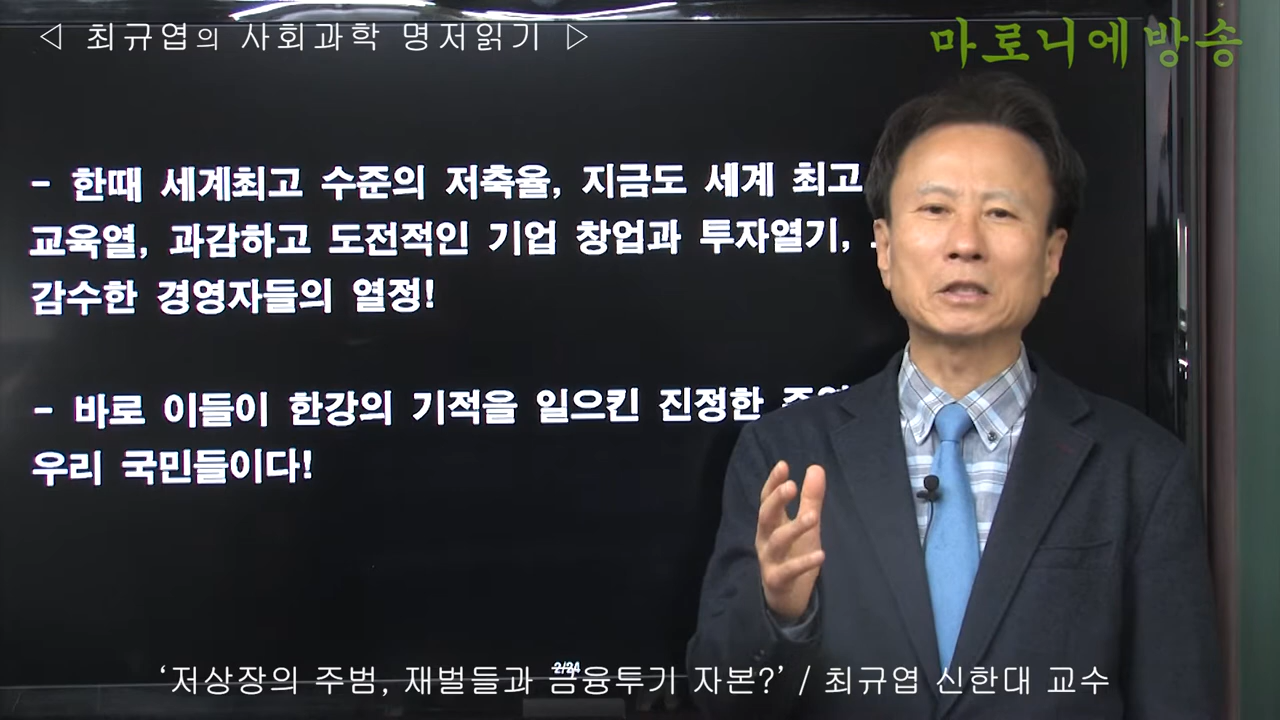 ◁ 최규엽의 사회과학 명저읽기 ▷
마로니에방송
- 한때 세계최고 수준의 저축율, 지금도 세계 최고
교육열, 과감하고 도전적인 기업 창업과 투자열기,
감수한 경영자들의 열정!
- 바로 이들이 한강의 기적을 일으킨 진정한
우리 국민들이다!
2/24
‘저상장의 주범, 재벌들과 금융투기 자본?’ / 최규엽 신한대 교수